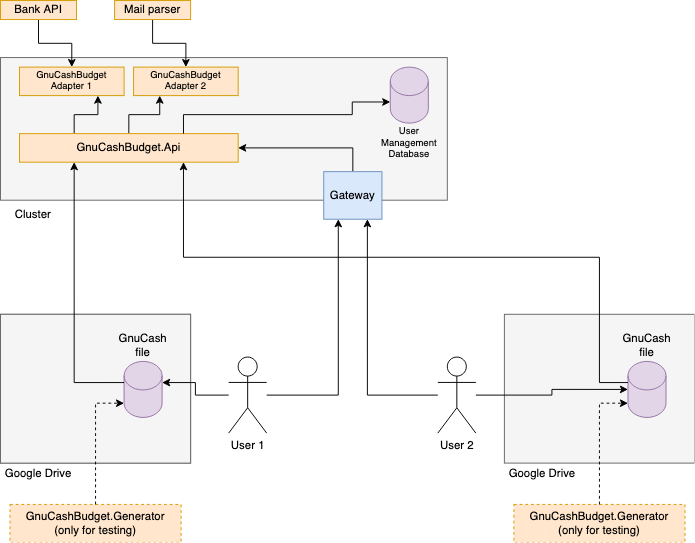 Bank API
Mail parser
GnuCashBudget
Adapter 1
GnuCashBudget
Adapter 2
User
Management
Database
GnuCashBudget.Api
Gateway
Cluster
GnuCash
file
GnuCash
file
User 1
User 2
Google Drive
Google Drive
GnuCashBudget.Generator
(only for testing)
GnuCashBudget.Generator
(only for testing)